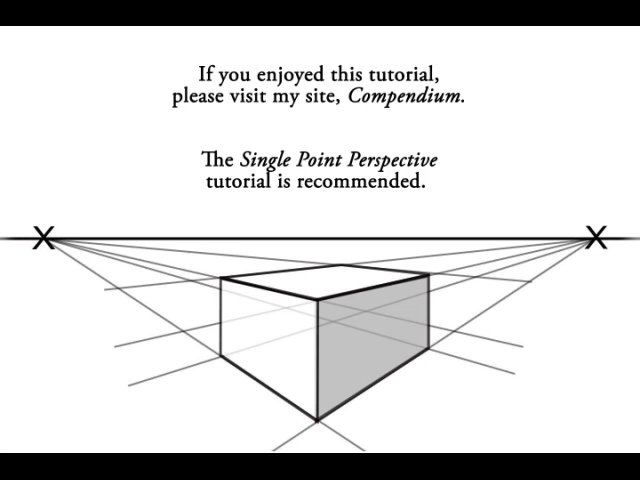 If you enjoyed this tutorial,
please visit my site, Compendium.
The Single Point Perspective
tutorial is recommended.
X X